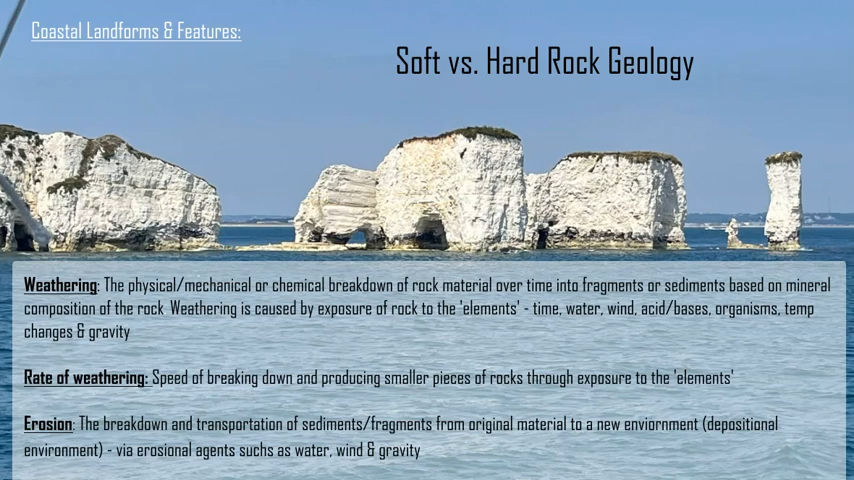 Coastal Landforms & Features:
Soft vs. Hard Rock Geology
Weathering: The physical/mechanical or chemical breakdown of rock material over time into fragments or sediments based on mineral
composition of the rock. Weathering is caused by exposure of rock to the 'elements' - time, water, wind, acid/bases, organisms, temp
changes & gravity
Rate of weathering: Speed of breaking down and producing smaller pieces of rocks through exposure to the 'elements'
Erosion: The breakdown and transportation of sediments/fragments from original material to a new enviornment (depositional
environment) - via erosional agents suchs as water, wind & gravity